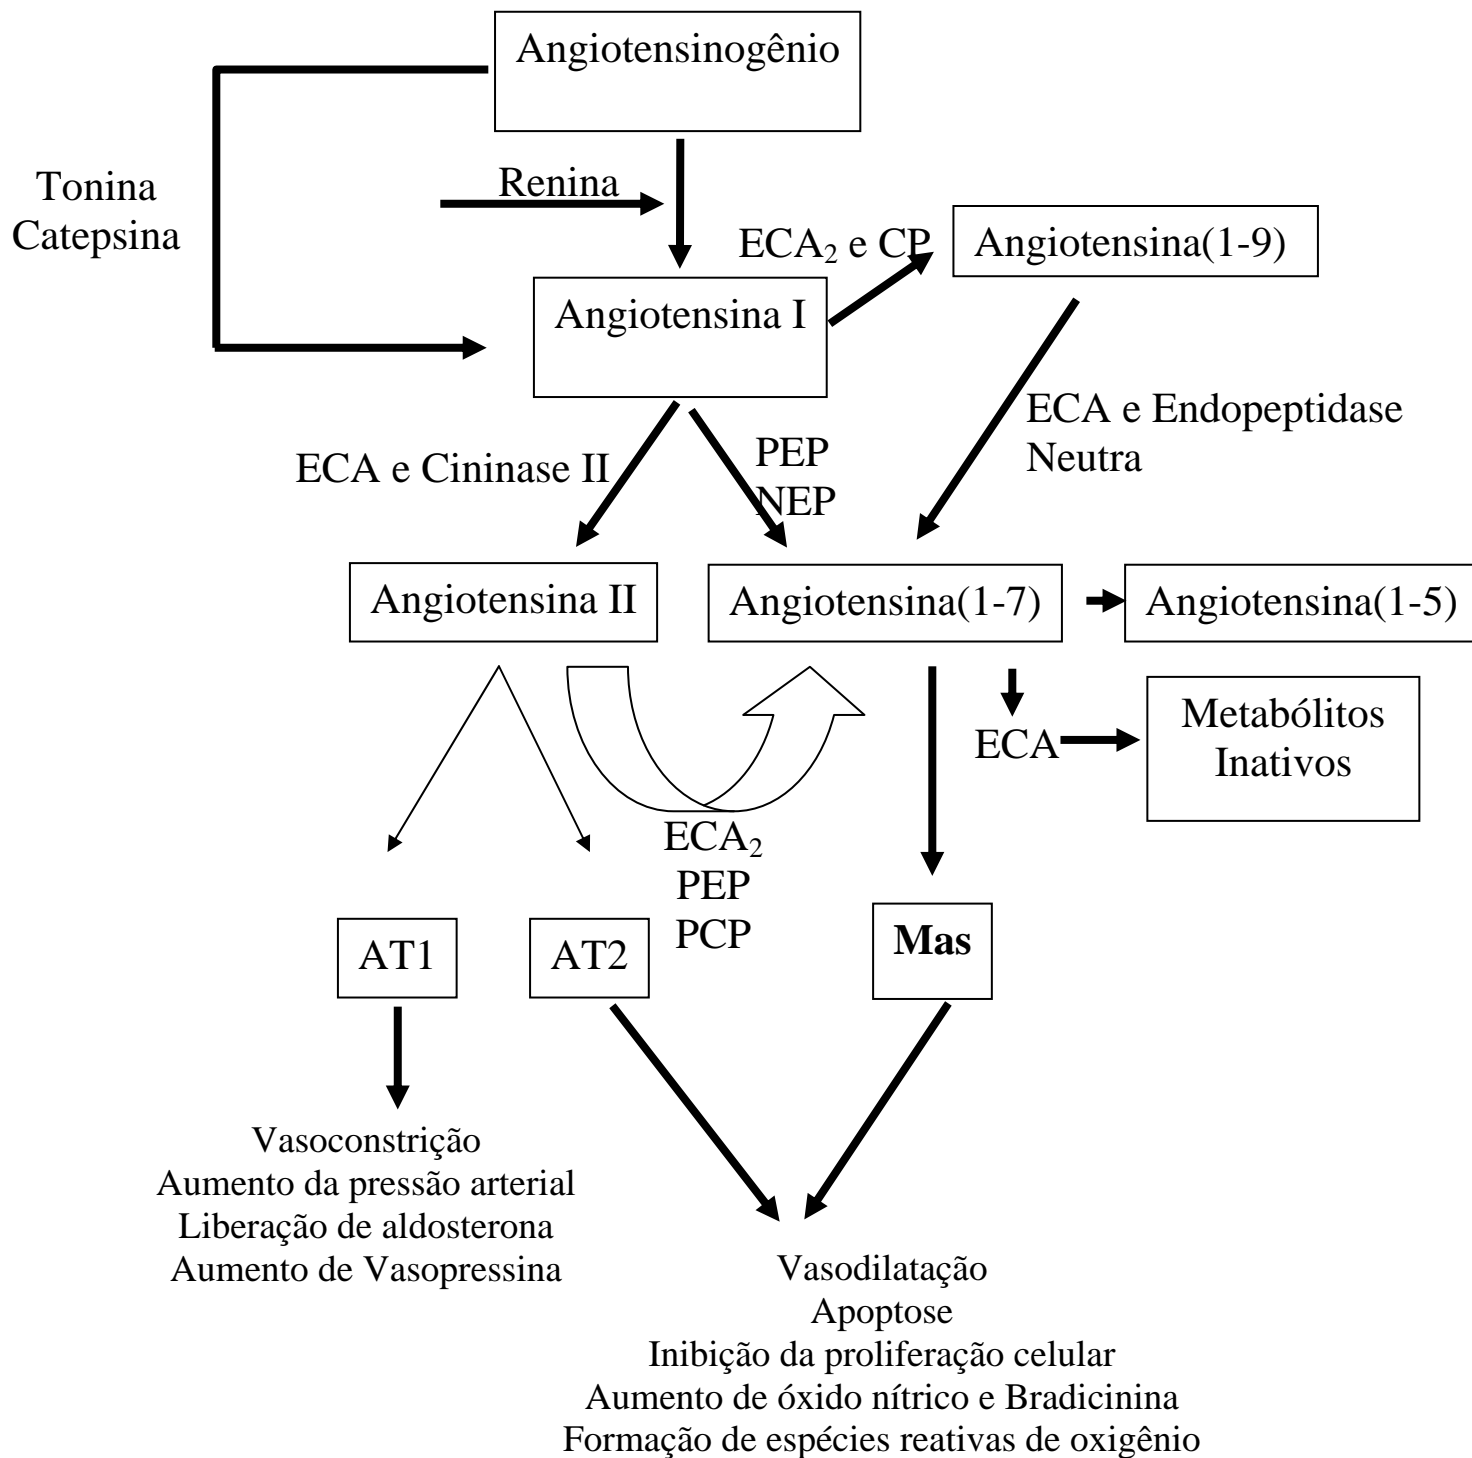 Angiotensinogênio
Tonina
Catepsina
Renina
ECA₂ e CP
Angiotensina(1-9)
Angiotensina I
ECA e Endopeptidase
Neutra
ECA e Cininase II
PEP
NEP
Angiotensina II
Angiotensina(1-7)
Angiotensina(1-5)
ECA
Metabólitos
Inativos
ECA₂
PEP
PCP
AT1
AT2
Mas
Vasoconstrição
Aumento da pressão arterial
Liberação de aldosterona
Aumento de Vasopressina
Vasodilatação
Apoptose
Inibição da proliferação celular
Aumento de óxido nítrico e Bradicinina
Formação de espécies reativas de oxigênio